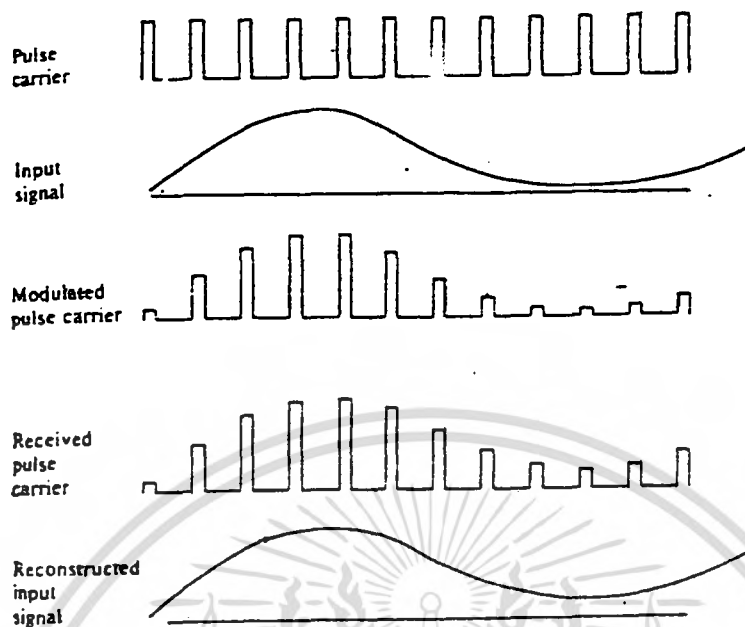 Pulse
carrier
Input
signal
Modulated
pulse carrier
Received
pulse
carrier
Reconstructed
input
signal